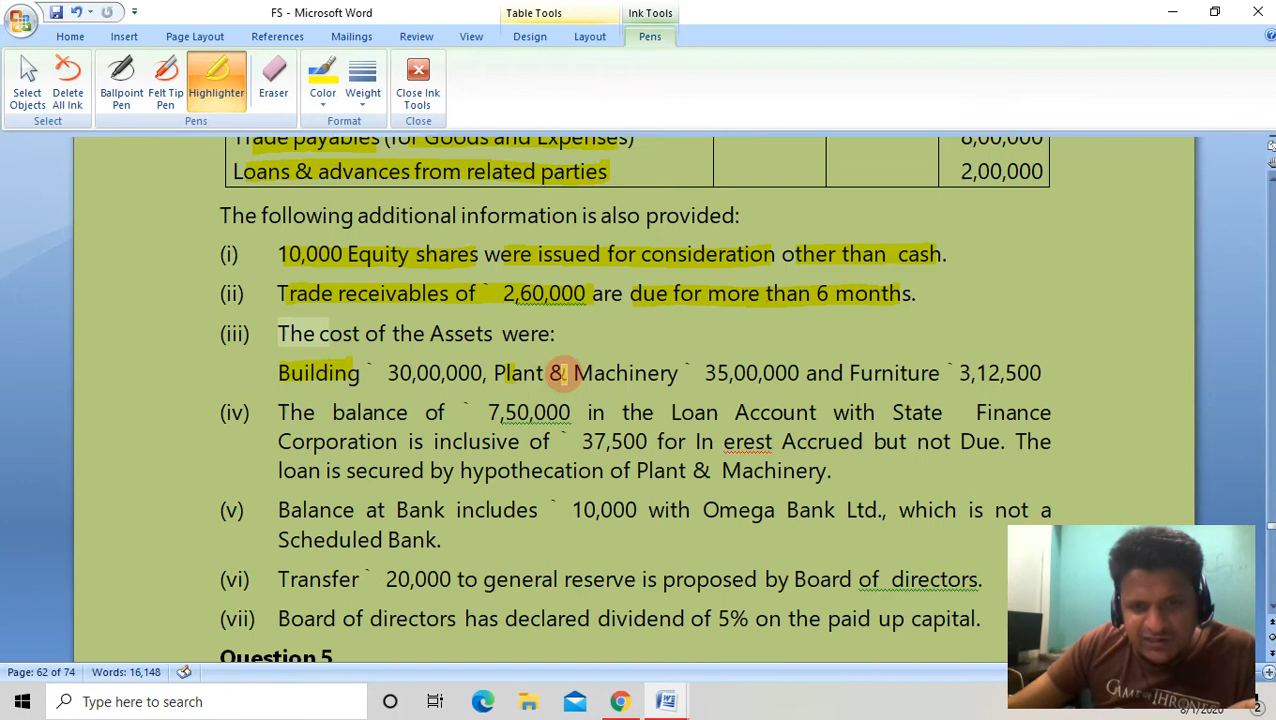 FS - Microsoft Word
Table Tools
Ink Tools
Home Insert Page Layout References Mailings Review View Design Layout Pens
Select Objects
Delete All Ink
Ballpoint Pen
Felt Tip Pen
Highlighter
Eraser
Color
Weight
Close Ink Tools
Select Pens Format Close
Trade payables (for Goods and Expenses) 8,00,000
Loans & advances from related parties 2,00,000
The following additional information is also provided:
(i) 10,000 Equity shares were issued for consideration other than cash.
(ii) Trade receivables of ` 2,60,000 are due for more than 6 months.
(iii) The cost of the Assets were:
Building ` 30,00,000, Plant & Machinery ` 35,00,000 and Furniture ` 3,12,500
(iv) The balance of ` 7,50,000 in the Loan Account with State Finance
Corporation is inclusive of ` 37,500 for In erest Accrued but not Due. The
loan is secured by hypothecation of Plant & Machinery.
(v) Balance at Bank includes ` 10,000 with Omega Bank Ltd., which is not a
Scheduled Bank.
(vi) Transfer ` 20,000 to general reserve is proposed by Board of directors.
(vii) Board of directors has declared dividend of 5% on the paid up capital.
Question 5
GAME OF THRONES
Page: 62 of 74 Words: 16,148
Type here to search
8/1/2020
2